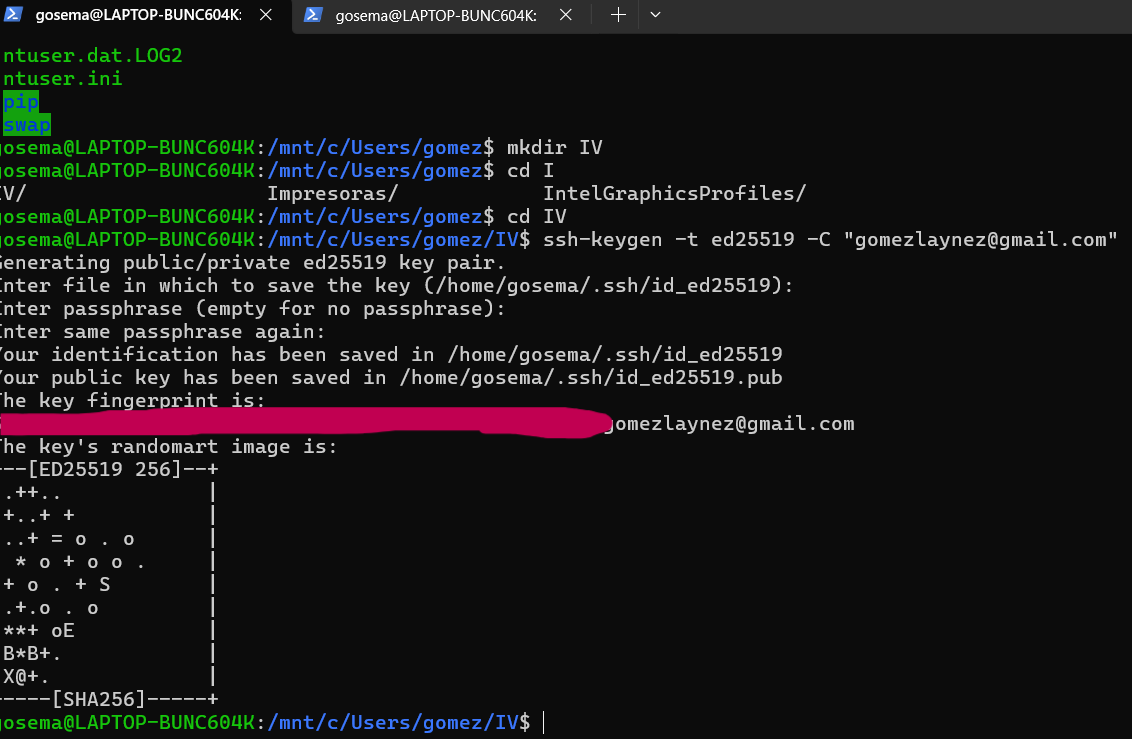 gosema@LAPTOP-BUNC604K: gosema@LAPTOP-BUNC604K:
ntuser.dat.LOG2
ntuser.ini
pip
swap
gosema@LAPTOP-BUNC604K:/mnt/c/Users/gomez$ mkdir IV
gosema@LAPTOP-BUNC604K:/mnt/c/Users/gomez$ cd I
IV/ Impresoras/ IntelGraphicsProfiles/
gosema@LAPTOP-BUNC604K:/mnt/c/Users/gomez$ cd IV
gosema@LAPTOP-BUNC604K:/mnt/c/Users/gomez/IV$ ssh-keygen -t ed25519 -C "gomezlaynez@gmail.com"
Generating public/private ed25519 key pair.
Enter file in which to save the key (/home/gosema/.ssh/id_ed25519):
Enter passphrase (empty for no passphrase):
Enter same passphrase again:
Your identification has been saved in /home/gosema/.ssh/id_ed25519
Your public key has been saved in /home/gosema/.ssh/id_ed25519.pub
The key fingerprint is:
gomezlaynez@gmail.com
The key's randomart image is:
---[ED25519 256]--+
.++..            |
+..+ +           |
..+ = o . o      |
 * o + o o .     |
+ o . + S        |
.+.o . o         |
**+ oE           |
B*B+.            |
X@+.             |
-----[SHA256]-----+
gosema@LAPTOP-BUNC604K:/mnt/c/Users/gomez/IV$